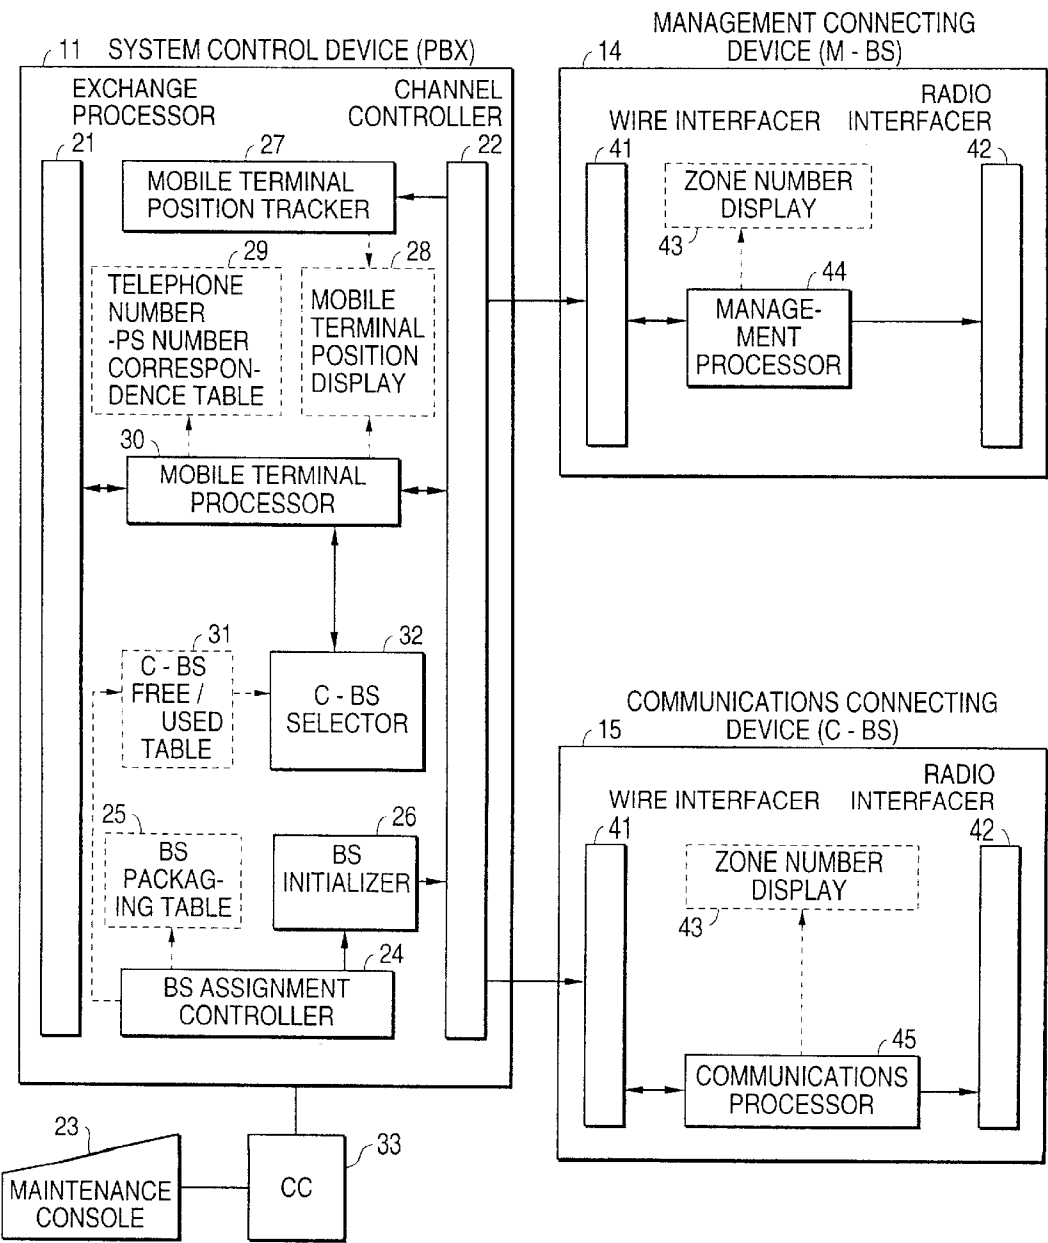 11
SYSTEM CONTROL DEVICE (PBX)
EXCHANGE
PROCESSOR
CHANNEL
CONTROLLER
21
22
27
MOBILE TERMINAL
POSITION TRACKER
29
TELEPHONE
NUMBER
-PS NUMBER
CORRESPON-
DENCE TABLE
28
MOBILE
TERMINAL
POSITION
DISPLAY
30
MOBILE TERMINAL
PROCESSOR
31
C - BS
FREE /
USED
TABLE
32
C - BS
SELECTOR
25
BS
PACKAG-
ING TABLE
26
BS
INITIALIZER
24
BS ASSIGNMENT
CONTROLLER
23
MAINTENANCE
CONSOLE
33
CC
MANAGEMENT CONNECTING
DEVICE (M - BS)
14
RADIO
WIRE INTERFACER
INTERFACER
41
42
ZONE NUMBER
DISPLAY
43
44
MANAGE-
MENT
PROCESSOR
COMMUNICATIONS CONNECTING
DEVICE (C - BS)
15
RADIO
WIRE INTERFACER
INTERFACER
41
42
ZONE NUMBER
DISPLAY
43
45
COMMUNICATIONS
PROCESSOR